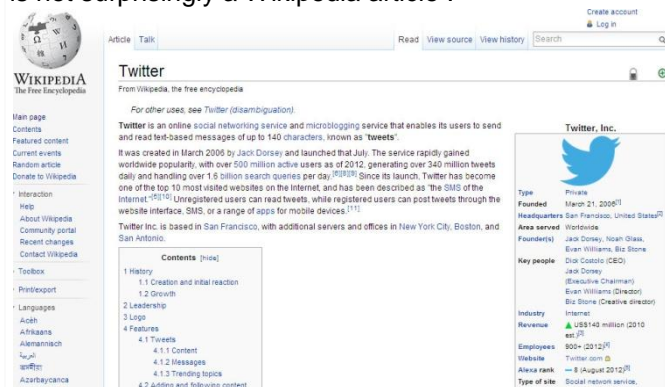 is not surprisingly a Wikipedia article :
Create account
Log in
Article Talk
Read View source View history Search
WIKIPEDIA
The Free Encyclopedia
Main page
Contents
Featured content
Current events
Random article
Donate to Wikipedia
Interaction
Help
About Wikipedia
Community portal
Recent changes
Contact Wikipedia
Toolbox
Print/export
Languages
Acèh
Afrikaans
Alemannisch
العربية
Azərbaycanca
Twitter
From Wikipedia, the free encyclopedia
For other uses, see Twitter (disambiguation).
Twitter is an online social networking service and microblogging service that enables its users to send
and read text-based messages of up to 140 characters, known as "tweets".
It was created in March 2006 by Jack Dorsey and launched that July. The service rapidly gained
worldwide popularity, with over 500 million active users as of 2012, generating over 340 million tweets
daily and handling over 1.6 billion search queries per day.[6][8][9] Since its launch, Twitter has become
one of the top 10 most visited websites on the Internet, and has been described as "the SMS of the
Internet."[5][10] Unregistered users can read tweets, while registered users can post tweets through the
website interface, SMS, or a range of apps for mobile devices.[11]
Twitter Inc. is based in San Francisco, with additional servers and offices in New York City, Boston, and
San Antonio.
Contents [hide]
1 History
1.1 Creation and initial reaction
1.2 Growth
2 Leadership
3 Logo
4 Features
4.1 Tweets
4.1.1 Content
4.1.2 Messages
4.1.3 Trending topics
4.2 Adding and following content
Twitter, Inc.
Type Private
Founded March 21, 2006[1]
Headquarters San Francisco, United States[2]
Area served Worldwide
Founder(s) Jack Dorsey, Noah Glass,
Evan Williams, Biz Stone
Key people Dick Costolo (CEO)
Jack Dorsey
(Executive Chairman)
Evan Williams (Director)
Biz Stone (Creative director)
Industry Internet
Revenue US$140 million (2010
est.)[3]
Employees 900+ (2012)[4]
Website Twitter.com
Alexa rank 8 (August 2012)[5]
Type of site Social network service,